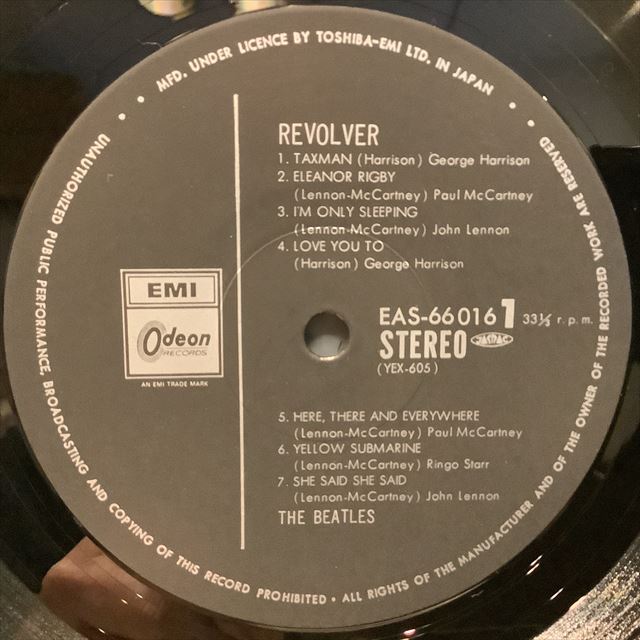 MFD. UNDER LICENCE BY TOSHIBA-EMI LTD. IN JAPAN
REVOLVER
1. TAXMAN (Harrison) George Harrison
2. ELEANOR RIGBY
(Lennon-McCartney) Paul McCartney
3. I'M ONLY SLEEPING
(Lennon-McCartney) John Lennon
4. LOVE YOU TO
(Harrison) George Harrison
EMI
Odeon
RECORDS
AN EMI TRADE MARK
EAS-66016 1 33⅓ r.p.m.
STEREO JASRAC
(YEX-605)
5. HERE, THERE AND EVERYWHERE
(Lennon-McCartney) Paul McCartney
6. YELLOW SUBMARINE
(Lennon-McCartney) Ringo Starr
7. SHE SAID SHE SAID
(Lennon-McCartney) John Lennon
THE BEATLES
UNAUTHORIZED PUBLIC PERFORMANCE, BROADCASTING AND COPYING OF THIS RECORD PROHIBITED • ALL RIGHTS OF THE MANUFACTURER AND OF THE OWNER OF THE RECORDED WORK ARE RESERVED